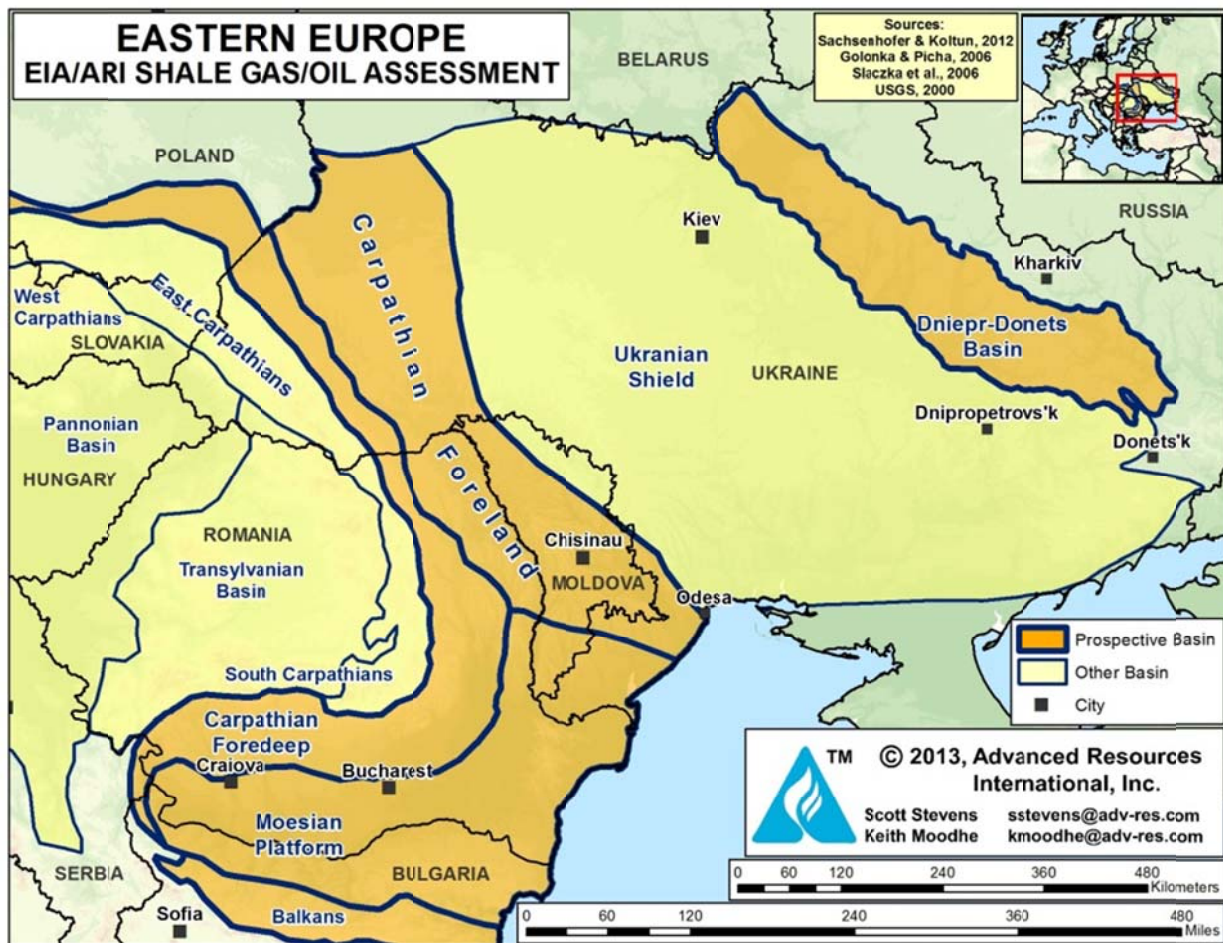 EASTERN EUROPE
EIA/ARI SHALE GAS/OIL ASSESSMENT
Sources:
Sachsenhofer & Koltun, 2012
Golonka & Picha, 2006
Slaczka et al., 2006
USGS, 2000
BELARUS
POLAND
RUSSIA
Kiev
Kharkiv
Carpathian
Foreland
East Carpathians
West
Carpathians
SLOVAKIA
Dniepr-Donets
Basin
Ukranian
Shield
UKRAINE
Dnipropetrovs'k
Donets'k
Pannonian
Basin
HUNGARY
ROMANIA
Transylvanian
Basin
Chisinau
MOLDOVA
Odesa
South Carpathians
Carpathian
Foredeep
Craiova
Bucharest
Moesian
Platform
BULGARIA
SERBIA
Sofia
Balkans
Prospective Basin
Other Basin
City
TM
© 2013, Advanced Resources
International, Inc.
Scott Stevens sstevens@adv-res.com
Keith Moodhe kmoodhe@adv-res.com
0 60 120 240 360 480
Kilometers
0 60 120 240 360 480
Miles